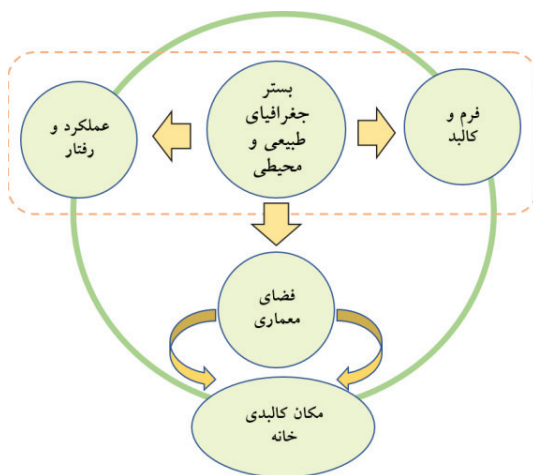 فرم و
کالبد
بستر
جغرافیای
طبیعی و
محیطی
عملکرد و
رفتار
فضای
معماری
مکان کالبدی
خانه